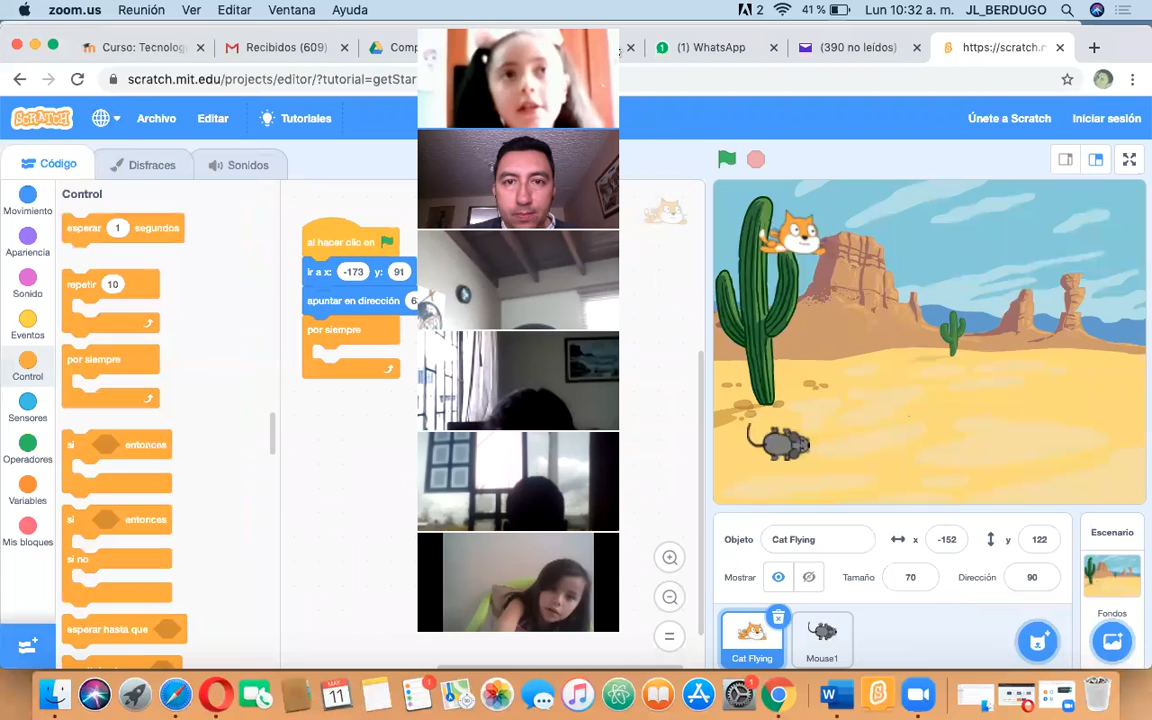 zoom.us Reunión Ver Editar Ventana Ayuda 2 41 % Lun 10:32 a. m. JL_BERDUGO
Curso: Tecnolog Recibidos (609) Comp (1) WhatsApp (390 no leídos) https://scratch.m
scratch.mit.edu/projects/editor/?tutorial=getStar
SCRATCH Archivo Editar Tutoriales Únete a Scratch Iniciar sesión
Código Disfraces Sonidos
Movimiento
Apariencia
Sonido
Eventos
Control
Sensores
Operadores
Variables
Mis bloques
Control
esperar 1 segundos
repetir 10
por siempre
si entonces
si entonces
si no
esperar hasta que
al hacer clic en
ir a x: -173 y: 91
apuntar en dirección 6
por siempre
Objeto Cat Flying x -152 y 122
Mostrar Tamaño 70 Dirección 90
Cat Flying
Mouse1
Escenario
Fondos
MAY
11
1
1
W